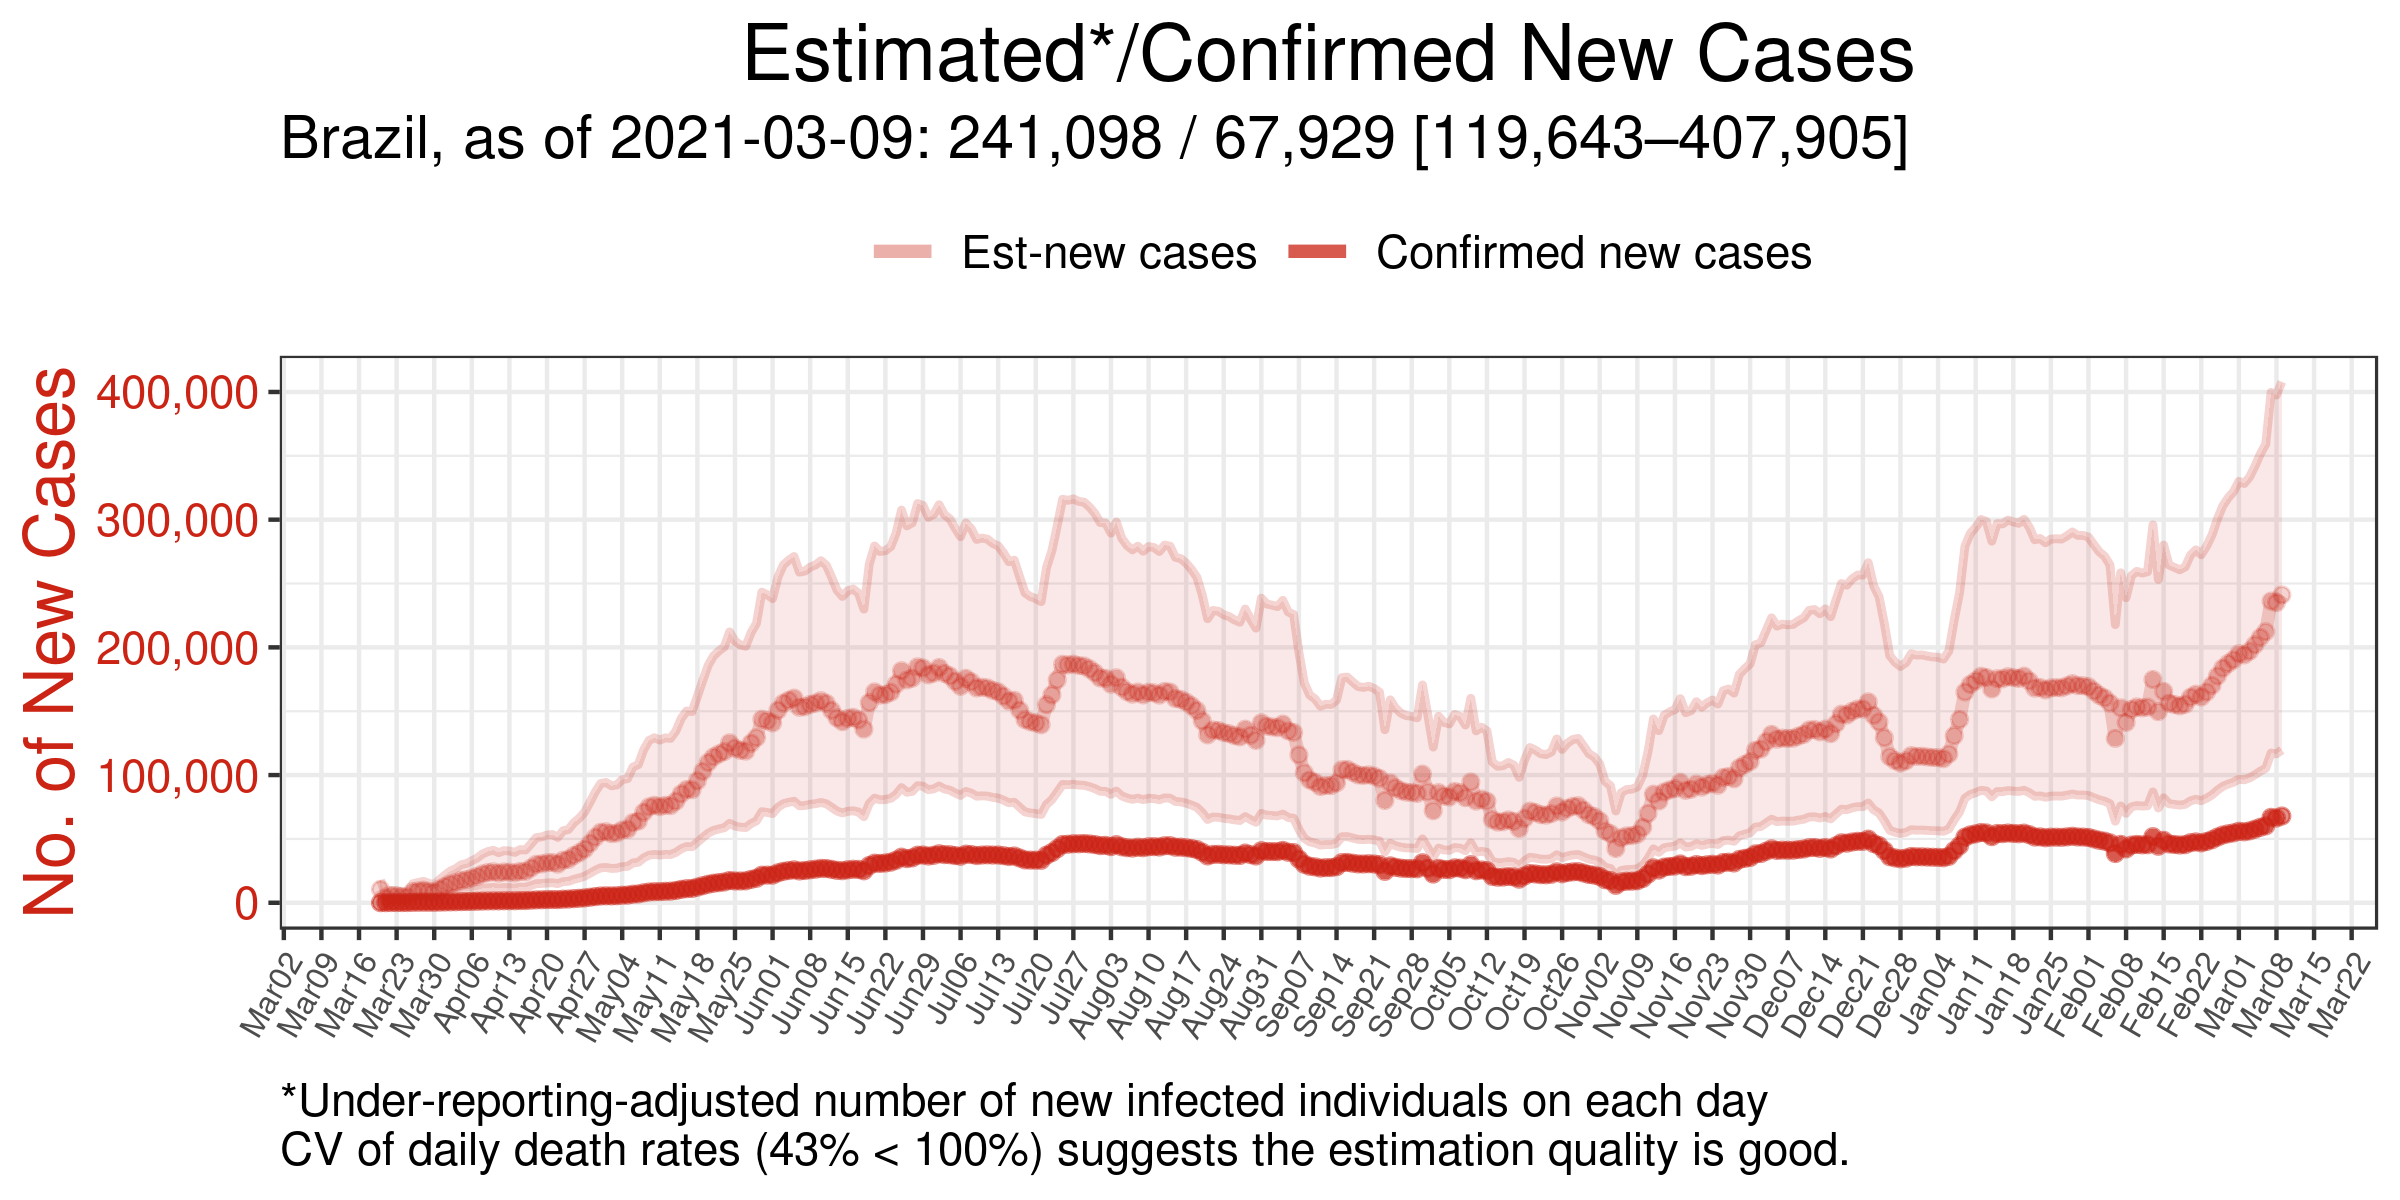 Estimated*/Confirmed New Cases
Brazil, as of 2021-03-09: 241,098 / 67,929 [119,643–407,905]
Est-new cases
Confirmed new cases
No. of New Cases
400,000
300,000
200,000
100,000
0
Mar02
Mar09
Mar16
Mar23
Mar30
Apr06
Apr13
Apr20
Apr27
May04
May11
May18
May25
Jun01
Jun08
Jun15
Jun22
Jun29
Jul06
Jul13
Jul20
Jul27
Aug03
Aug10
Aug17
Aug24
Aug31
Sep07
Sep14
Sep21
Sep28
Oct05
Oct12
Oct19
Oct26
Nov02
Nov09
Nov16
Nov23
Nov30
Dec07
Dec14
Dec21
Dec28
Jan04
Jan11
Jan18
Jan25
Feb01
Feb08
Feb15
Feb22
Mar01
Mar08
Mar15
Mar22
*Under-reporting-adjusted number of new infected individuals on each day
CV of daily death rates (43% < 100%) suggests the estimation quality is good.